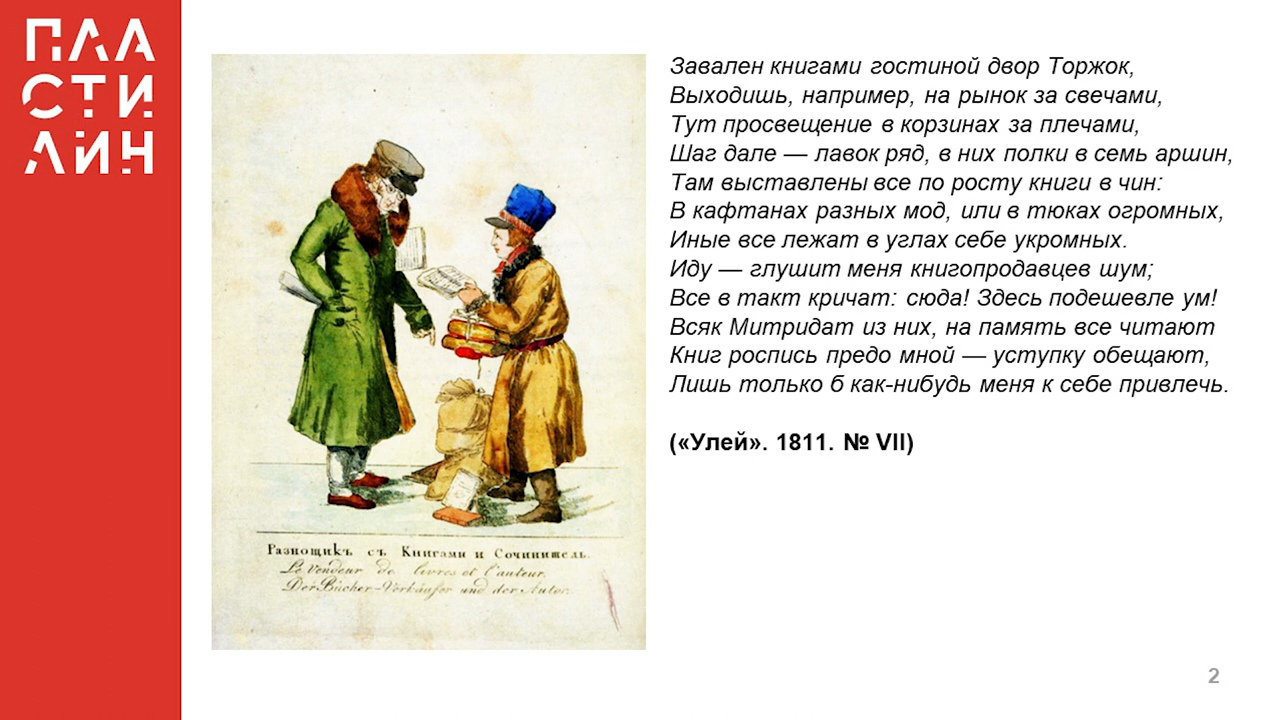 ПЛА
СТИ
ЛИН
Завален книгами гостиной двор Торжок,
Выходишь, например, на рынок за свечами,
Тут просвещение в корзинах за плечами,
Шаг дале — лавок ряд, в них полки в семь аршин,
Там выставлены все по росту книги в чин:
В кафтанах разных мод, или в тюках огромных,
Иные все лежат в углах себе укромных.
Иду — глушит меня книгопродавцев шум;
Все в такт кричат: сюда! Здесь подешевле ум!
Всяк Митридат из них, на память все читают
Книг роспись предо мной — уступку обещают,
Лишь только б как-нибудь меня к себе привлечь.
(«Улей». 1811. № VII)
Разнощикъ съ Книгами и Сочинитель.
Le Vendeur de livres et l'auteur.
Der Bücher-Verkäufer und der Autor.
2